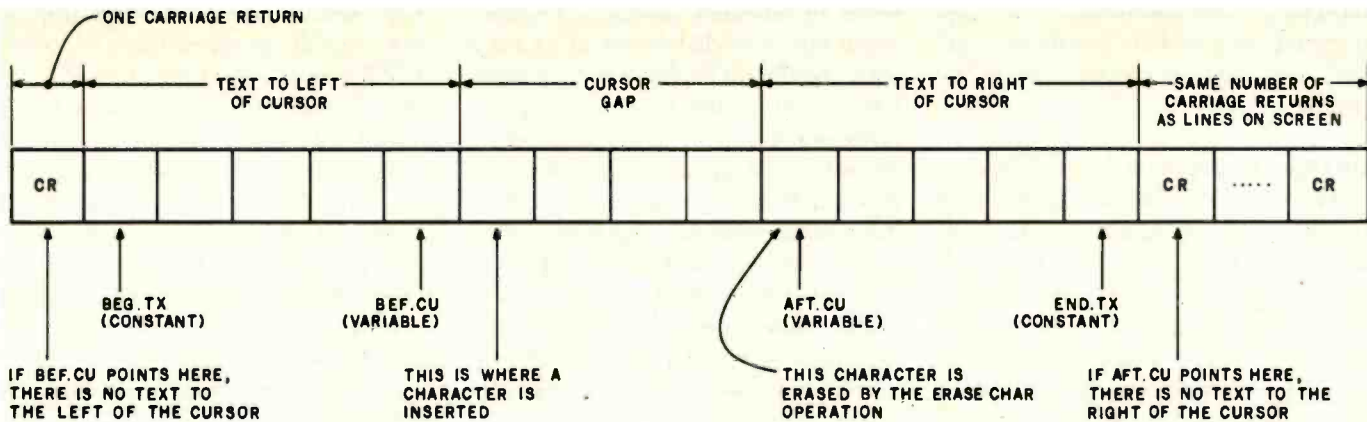 ONE CARRIAGE RETURN
TEXT TO LEFT
OF CURSOR
CURSOR
GAP
TEXT TO RIGHT
OF CURSOR
SAME NUMBER OF
CARRIAGE RETURNS
AS LINES ON SCREEN
CR
CR
.....
CR
BEG.TX
(CONSTANT)
BEF.CU
(VARIABLE)
AFT.CU
(VARIABLE)
END.TX
(CONSTANT)
IF BEF.CU POINTS HERE,
THERE IS NO TEXT TO
THE LEFT OF THE CURSOR
THIS IS WHERE A
CHARACTER IS
INSERTED
THIS CHARACTER IS
ERASED BY THE ERASE CHAR
OPERATION
IF AFT.CU POINTS HERE,
THERE IS NO TEXT TO THE
RIGHT OF THE CURSOR